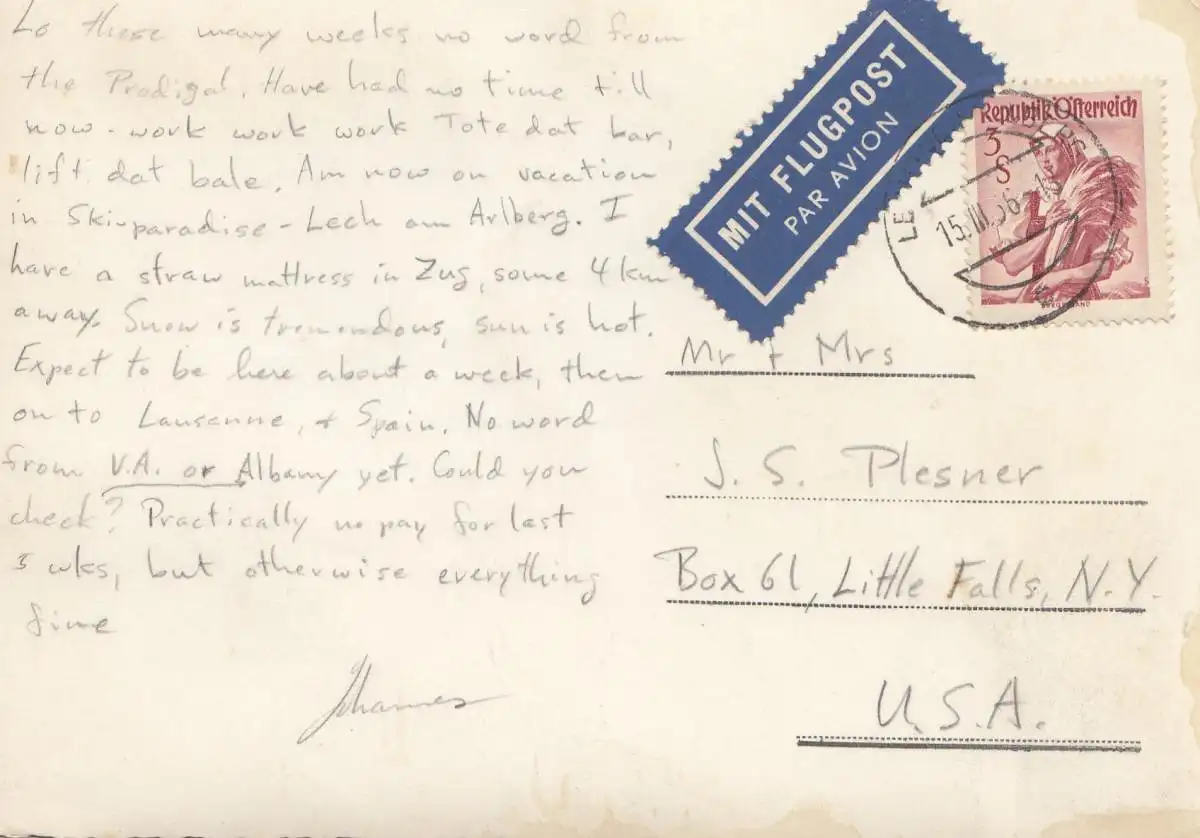 Lo these many weeks no word from
the Prodigal. Have had no time till
now - work work work Tote dat bar,
lift dat bale. Am now on vacation
in Ski-paradise - Lech am Arlberg. I
have a straw mattress in Zug, some 4 km
away. Snow is tremendous, sun is hot.
Expect to be here about a week, then
on to Lausanne, + Spain. No word
from V.A. or Albany yet. Could you
check? Practically no pay for last
3 wks, but otherwise everything
fine
Johannes
MIT FLUGPOST
PAR AVION
Republik Österreich
3
S
15.III.56-15
Mr + Mrs
J. S. Plesner
Box 61, Little Falls, N.Y.
U.S.A.